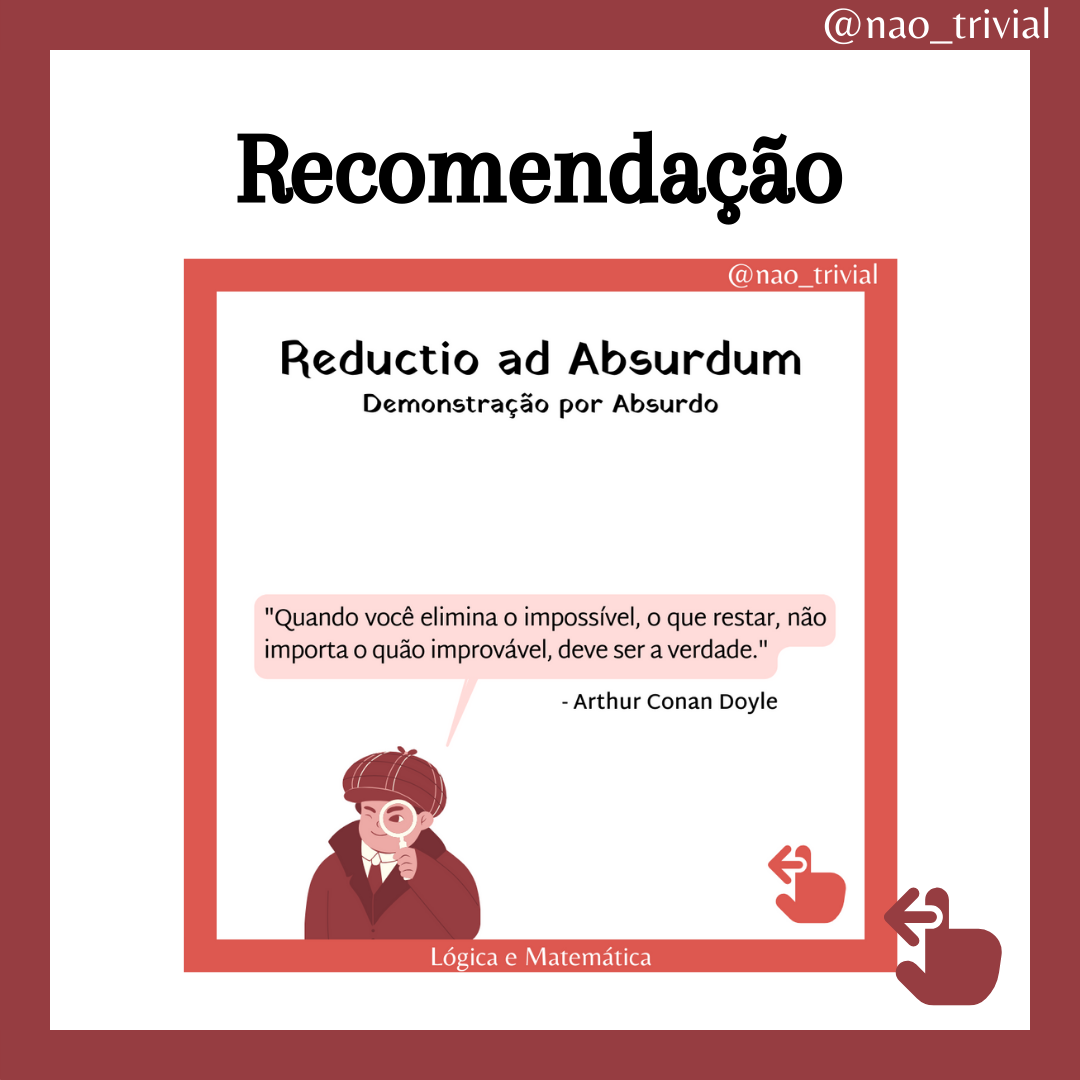 @nao_trivial
Recomendação
@nao_trivial
Reductio ad Absurdum
Demonstração por Absurdo
"Quando você elimina o impossível, o que restar, não
importa o quão improvável, deve ser a verdade."
- Arthur Conan Doyle
Lógica e Matemática